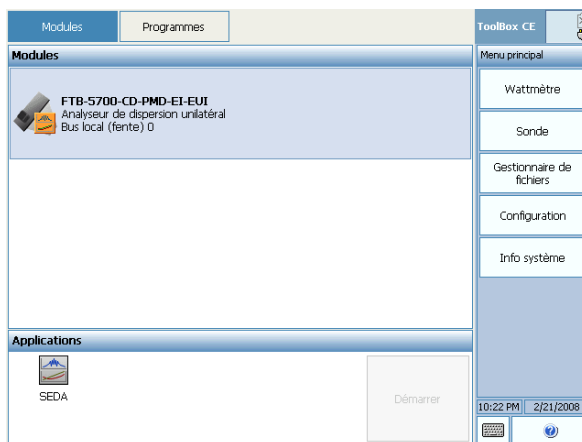 Modules
Programmes
ToolBox CE
Modules
FTB-5700-CD-PMD-EI-EUI
Analyseur de dispersion unilatéral
Bus local (fente) 0
Menu principal
Wattmètre
Sonde
Gestionnaire de
fichiers
Configuration
Info système
Applications
SEDA
Démarrer
10:22 PM
2/21/2008